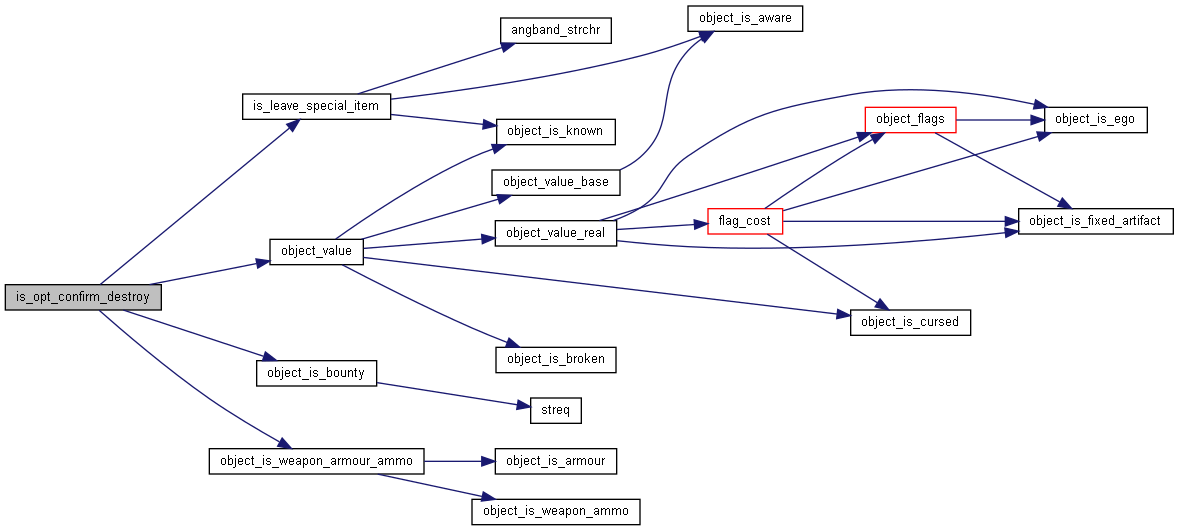 object_is_aware
angband_strchr
is_leave_special_item
object_is_known
object_flags
object_is_ego
object_value_base
flag_cost
object_is_fixed_artifact
object_value_real
object_value
is_opt_confirm_destroy
object_is_cursed
object_is_broken
object_is_bounty
streq
object_is_weapon_armour_ammo
object_is_armour
object_is_weapon_ammo